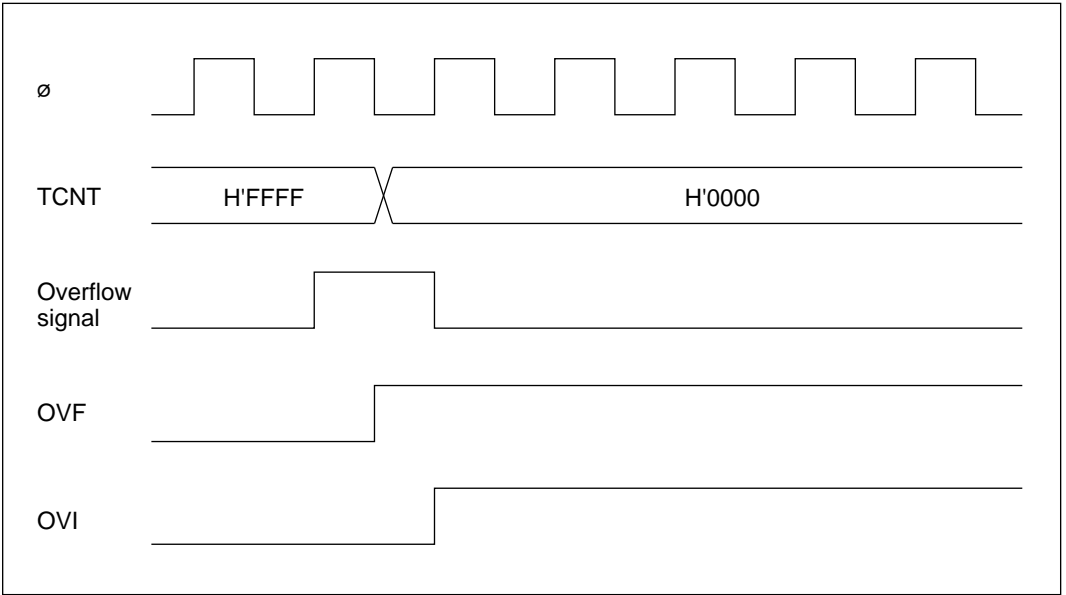 ø
TCNT
H'FFFF
H'0000
Overflow
signal
OVF
OVI